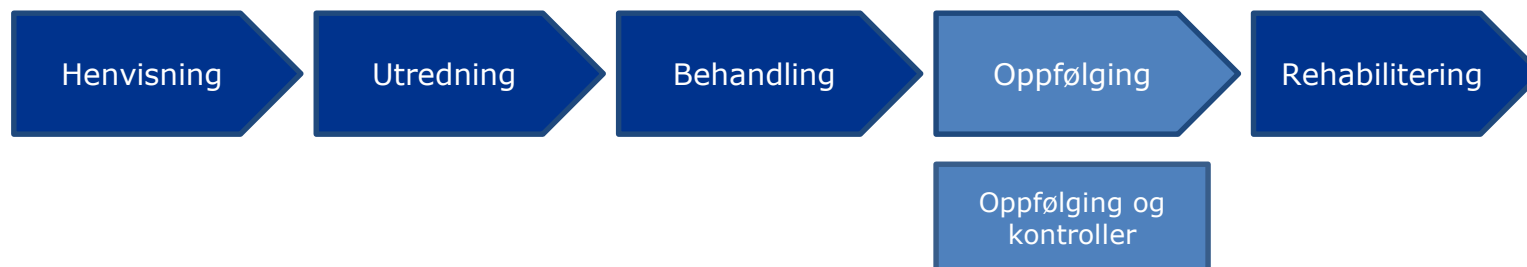 Henvisning
Utredning
Behandling
Oppfølging
Rehabilitering
Oppfølging og
kontroller